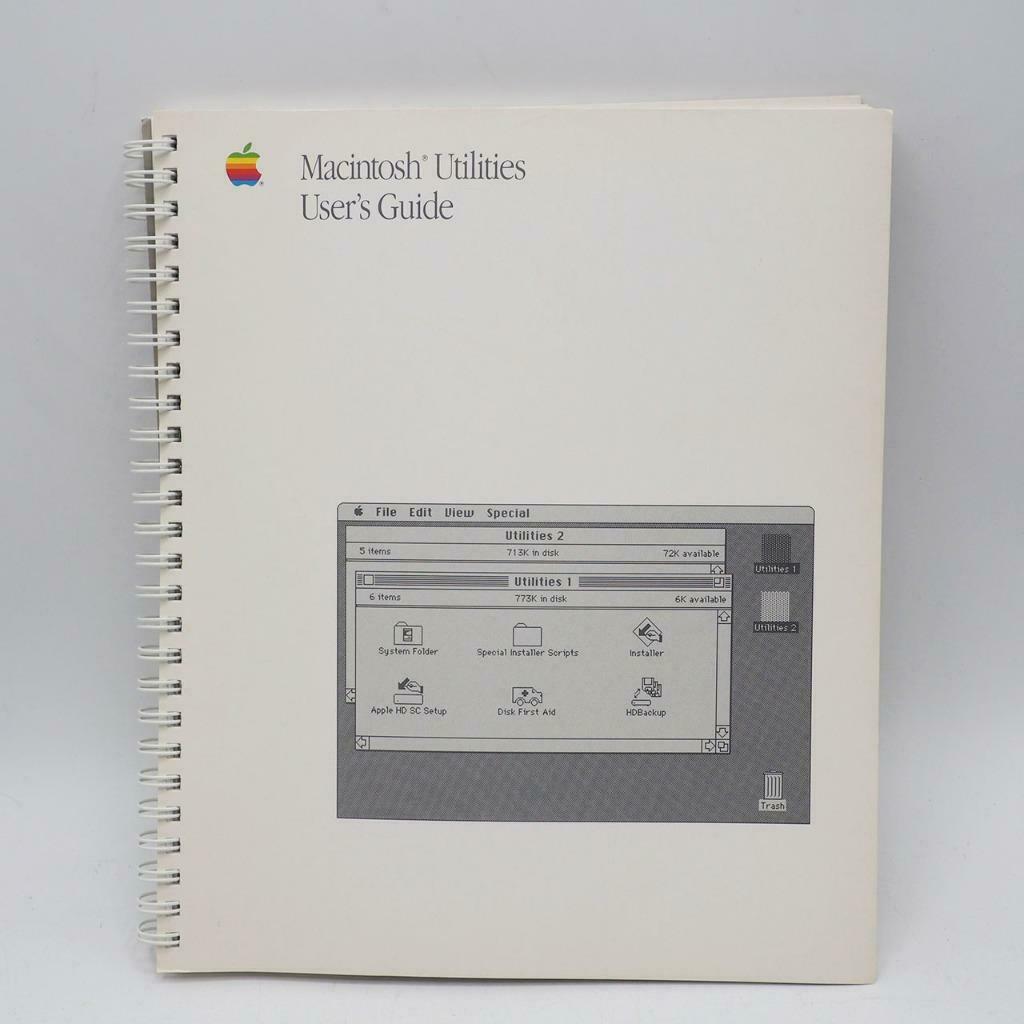 Macintosh® Utilities
User's Guide
File Edit View Special
Utilities 2
5 items 713K in disk 72K available
Utilities 1
6 items 773K in disk 6K available
System Folder Special Installer Scripts Installer
Apple HD SC Setup Disk First Aid HDBackup
Utilities 1
Utilities 2
Trash